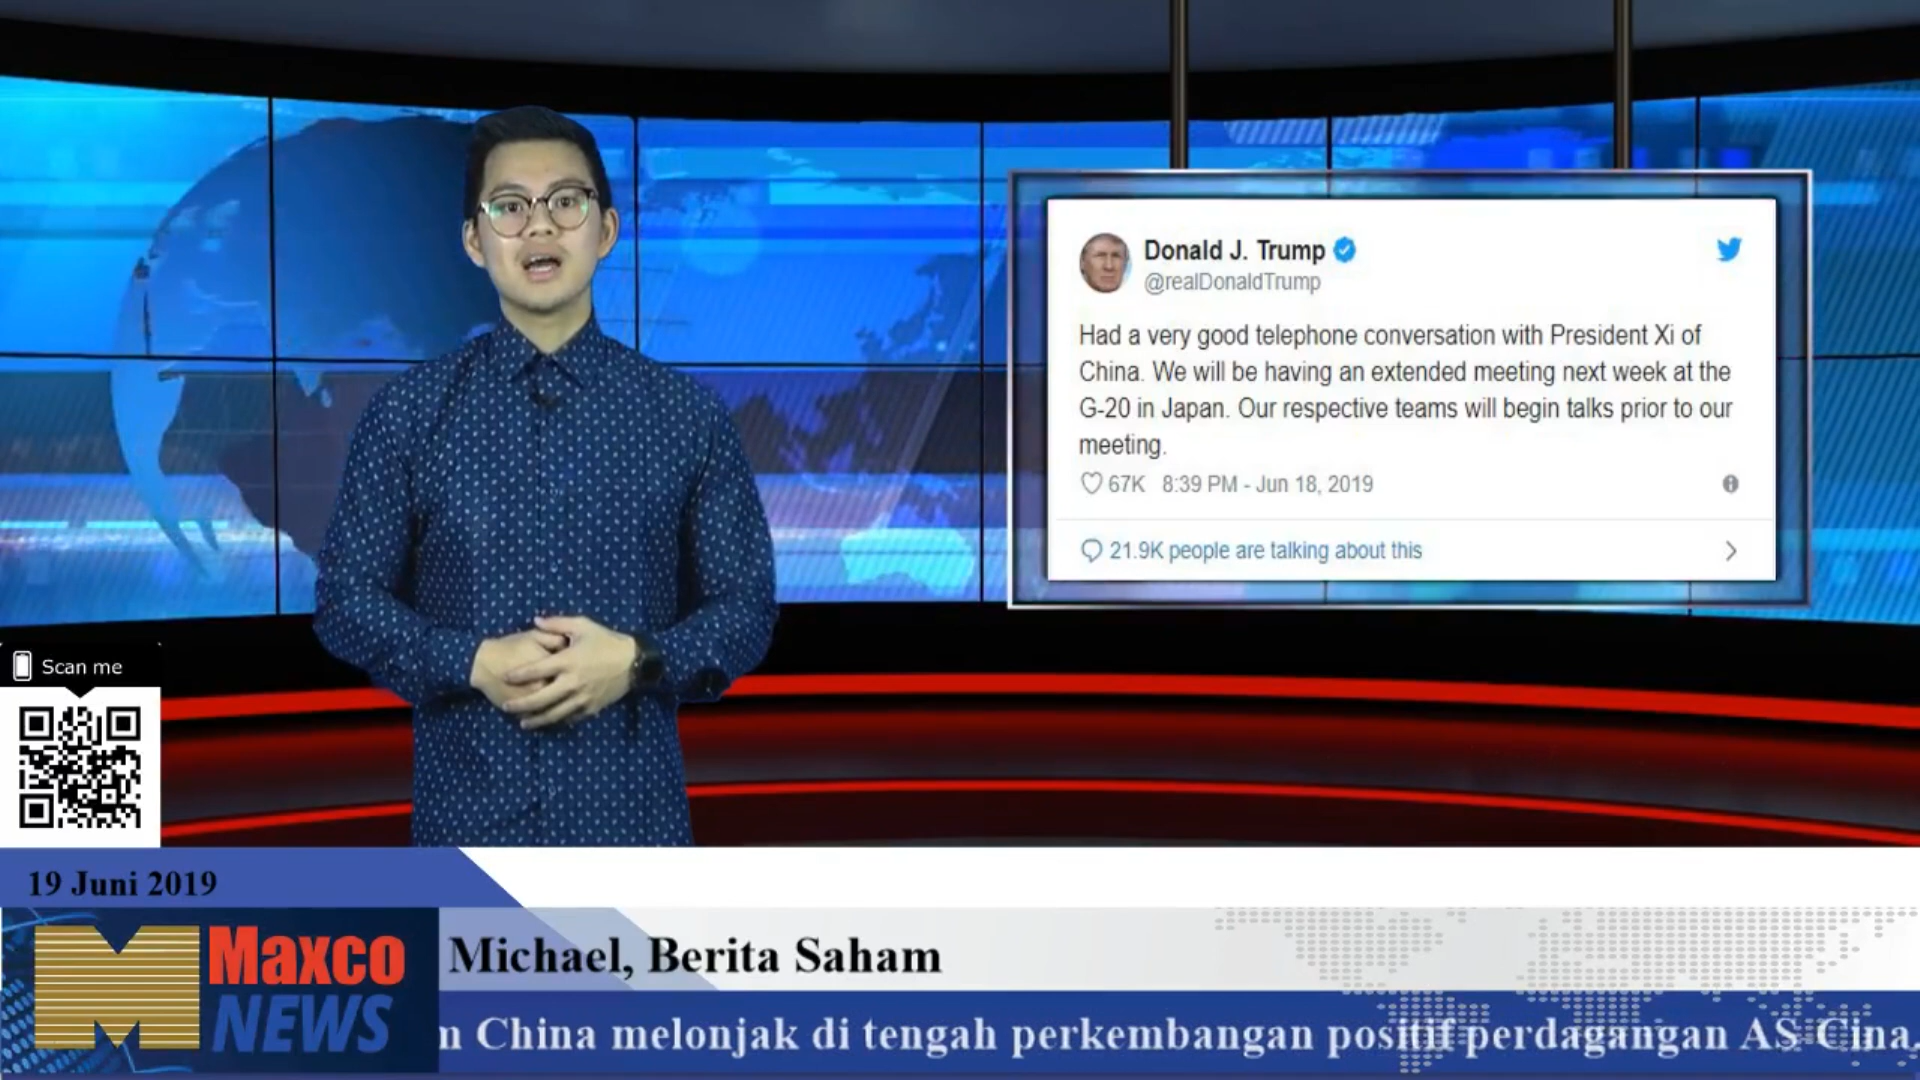 Donald J. Trump
@realDonaldTrump
Had a very good telephone conversation with President Xi of
China. We will be having an extended meeting next week at the
G-20 in Japan. Our respective teams will begin talks prior to our
meeting.
67K 8:39 PM - Jun 18, 2019
21.9K people are talking about this
Scan me
19 Juni 2019
Maxco
NEWS
Michael, Berita Saham
China melonjak di tengah perkembangan positif perdagangan AS-Cina.